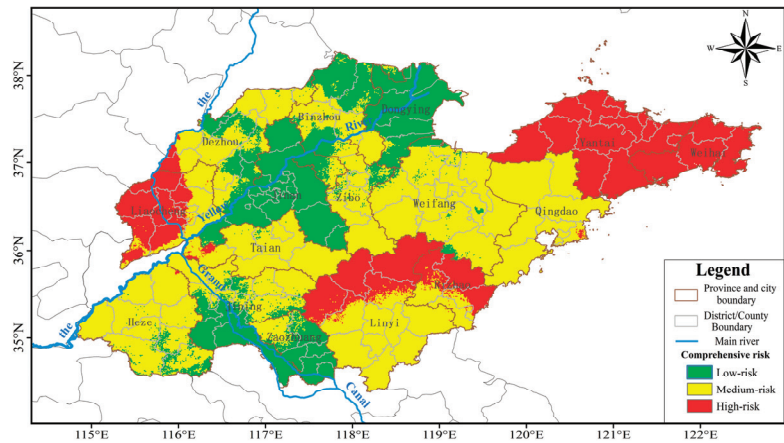 N
W E
S
38°N
37°N
36°N
35°N
the
Dongying
Binzhou
River
Dezhou
Yantai
Weihai
Jinan
Zibo
Weifang
Yellow
Qingdao
Taian
Grand
Jining
Heze
Linyi
Zaozhuang
the
Canal
Legend
Province and city
boundary
District/County
Boundary
Main river
Comprehensive risk
Low-risk
Medium-risk
High-risk
115°E 116°E 117°E 118°E 119°E 120°E 121°E 122°E